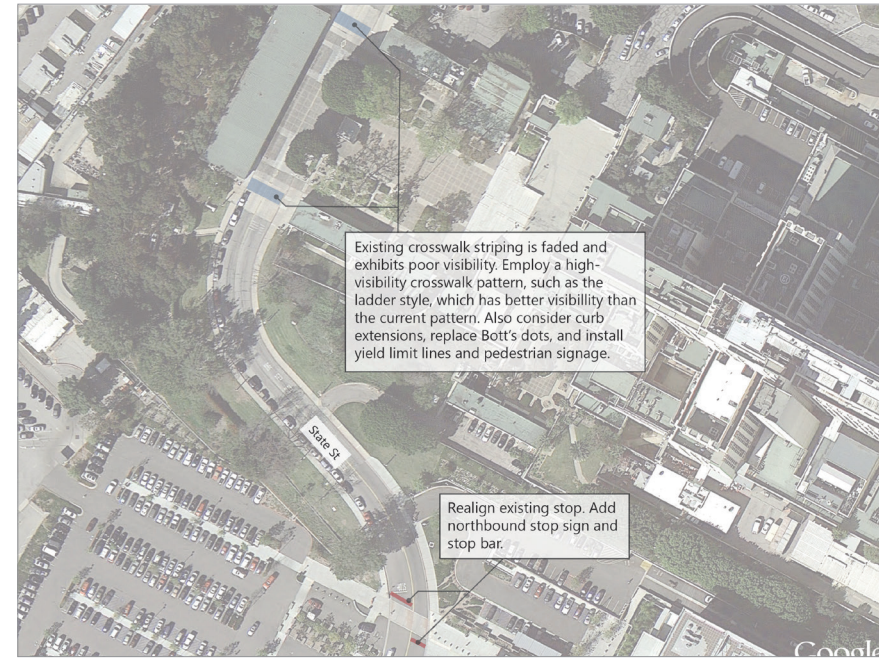 Existing crosswalk striping is faded and
exhibits poor visibility. Employ a high-
visibility crosswalk pattern, such as the
ladder style, which has better visibillity than
the current pattern. Also consider curb
extensions, replace Bott's dots, and install
yield limit lines and pedestrian signage.
State St
Realign existing stop. Add
northbound stop sign and
stop bar.
Google